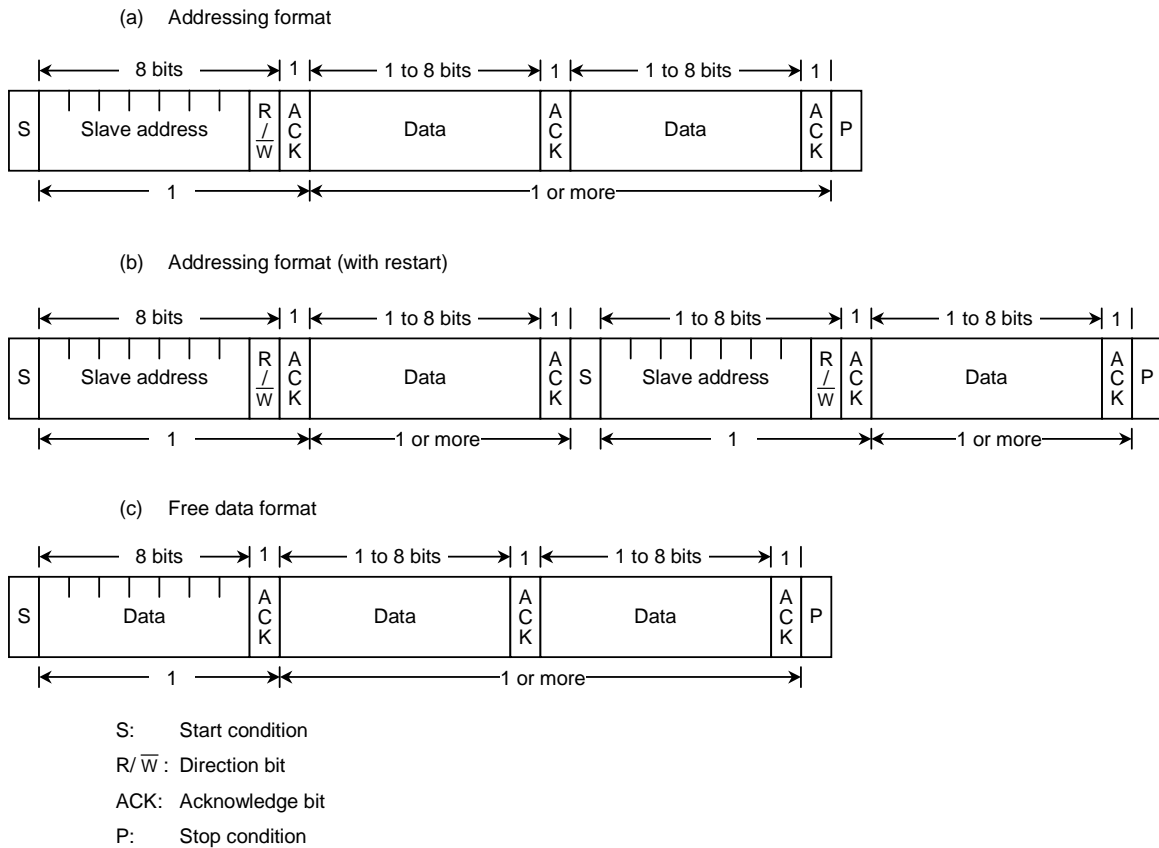 (a) Addressing format
8 bits 1 1 to 8 bits 1 1 to 8 bits 1
S Slave address R/W̅ ACK Data ACK Data ACK P
1 1 or more
(b) Addressing format (with restart)
8 bits 1 1 to 8 bits 1 1 to 8 bits 1 1 to 8 bits 1
S Slave address R/W̅ ACK Data ACK S Slave address R/W̅ ACK Data ACK P
1 1 or more 1 1 or more
(c) Free data format
8 bits 1 1 to 8 bits 1 1 to 8 bits 1
S Data ACK Data ACK Data ACK P
1 1 or more
S: Start condition
R/W̅: Direction bit
ACK: Acknowledge bit
P: Stop condition